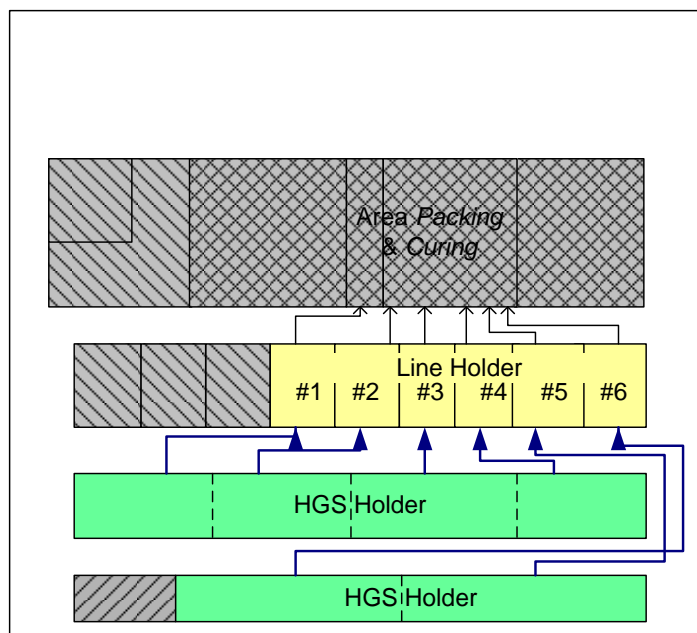 Area Packing
& Curing
Line Holder
#1 #2 #3 #4 #5 #6
HGS Holder
HGS Holder